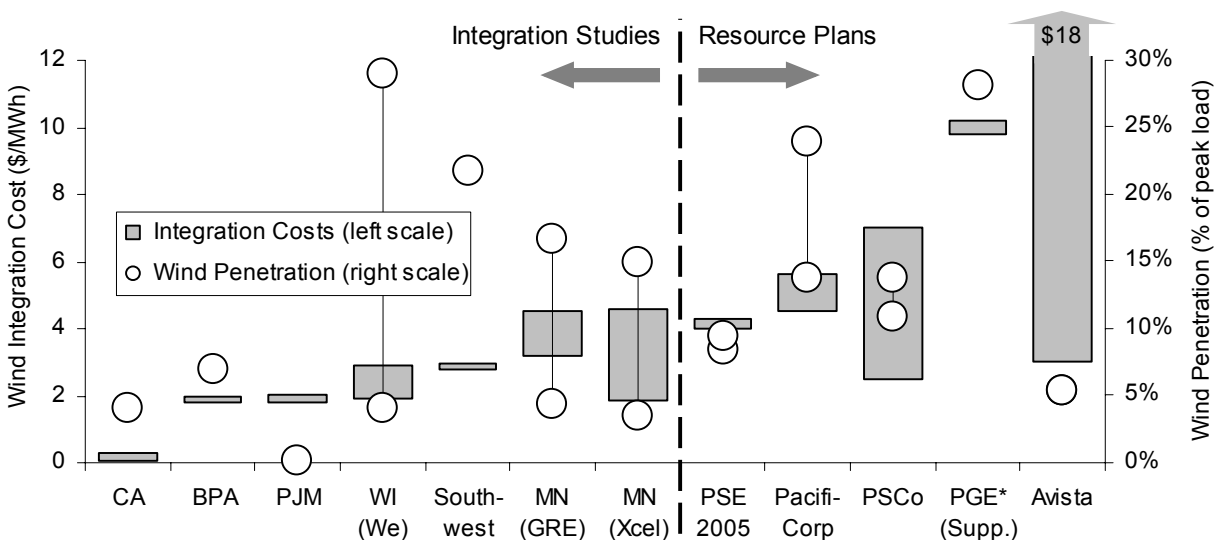 Integration Studies
Resource Plans
$18
Wind Integration Cost ($/MWh)
12
10
8
6
4
2
0
Integration Costs (left scale)
Wind Penetration (right scale)
30%
25%
20%
15%
10%
5%
0%
Wind Penetration (% of peak load)
CA
BPA
PJM
WI
(We)
South-
west
MN
(GRE)
MN
(Xcel)
PSE
2005
Pacifi-
Corp
PSCo
PGE*
(Supp.)
Avista